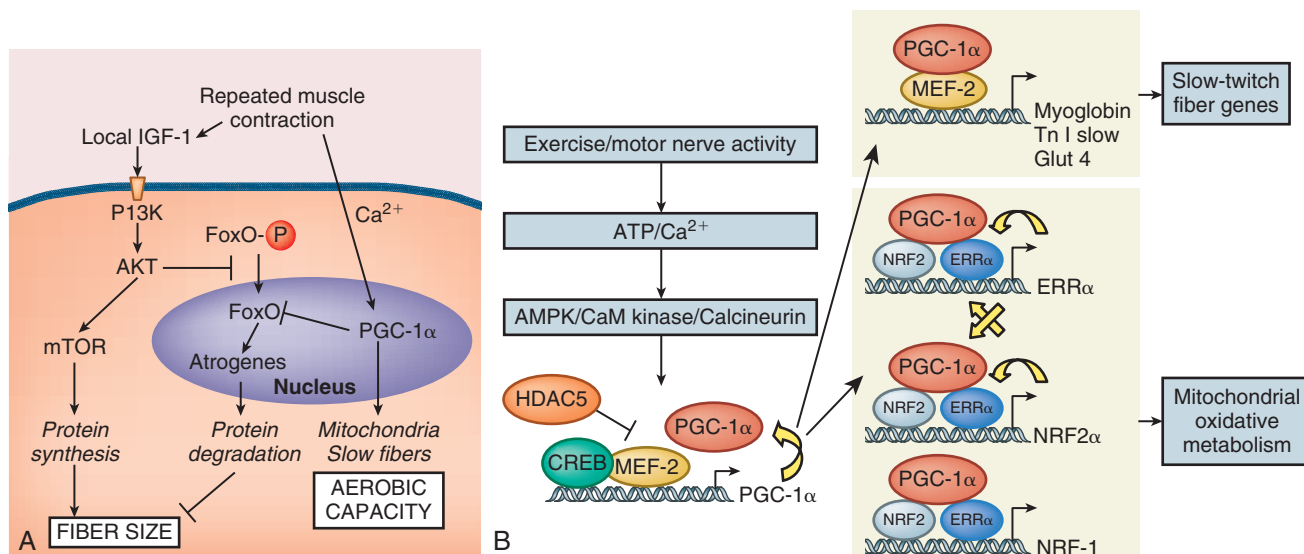 Repeated muscle
contraction
Local IGF-1
P13K
Ca2+
FoxO- P
AKT
FoxO
PGC-1α
mTOR
Atrogenes
Nucleus
Protein
synthesis
Protein
degradation
Mitochondria
Slow fibers
AEROBIC
CAPACITY
FIBER SIZE
A
Exercise/motor nerve activity
ATP/Ca2+
AMPK/CaM kinase/Calcineurin
HDAC5
PGC-1α
CREB
MEF-2
PGC-1α
B
PGC-1α
MEF-2
Myoglobin
Tn I slow
Glut 4
Slow-twitch
fiber genes
PGC-1α
NRF2
ERRα
ERRα
PGC-1α
NRF2
ERRα
NRF2α
Mitochondrial
oxidative
metabolism
PGC-1α
NRF2
ERRα
NRF-1